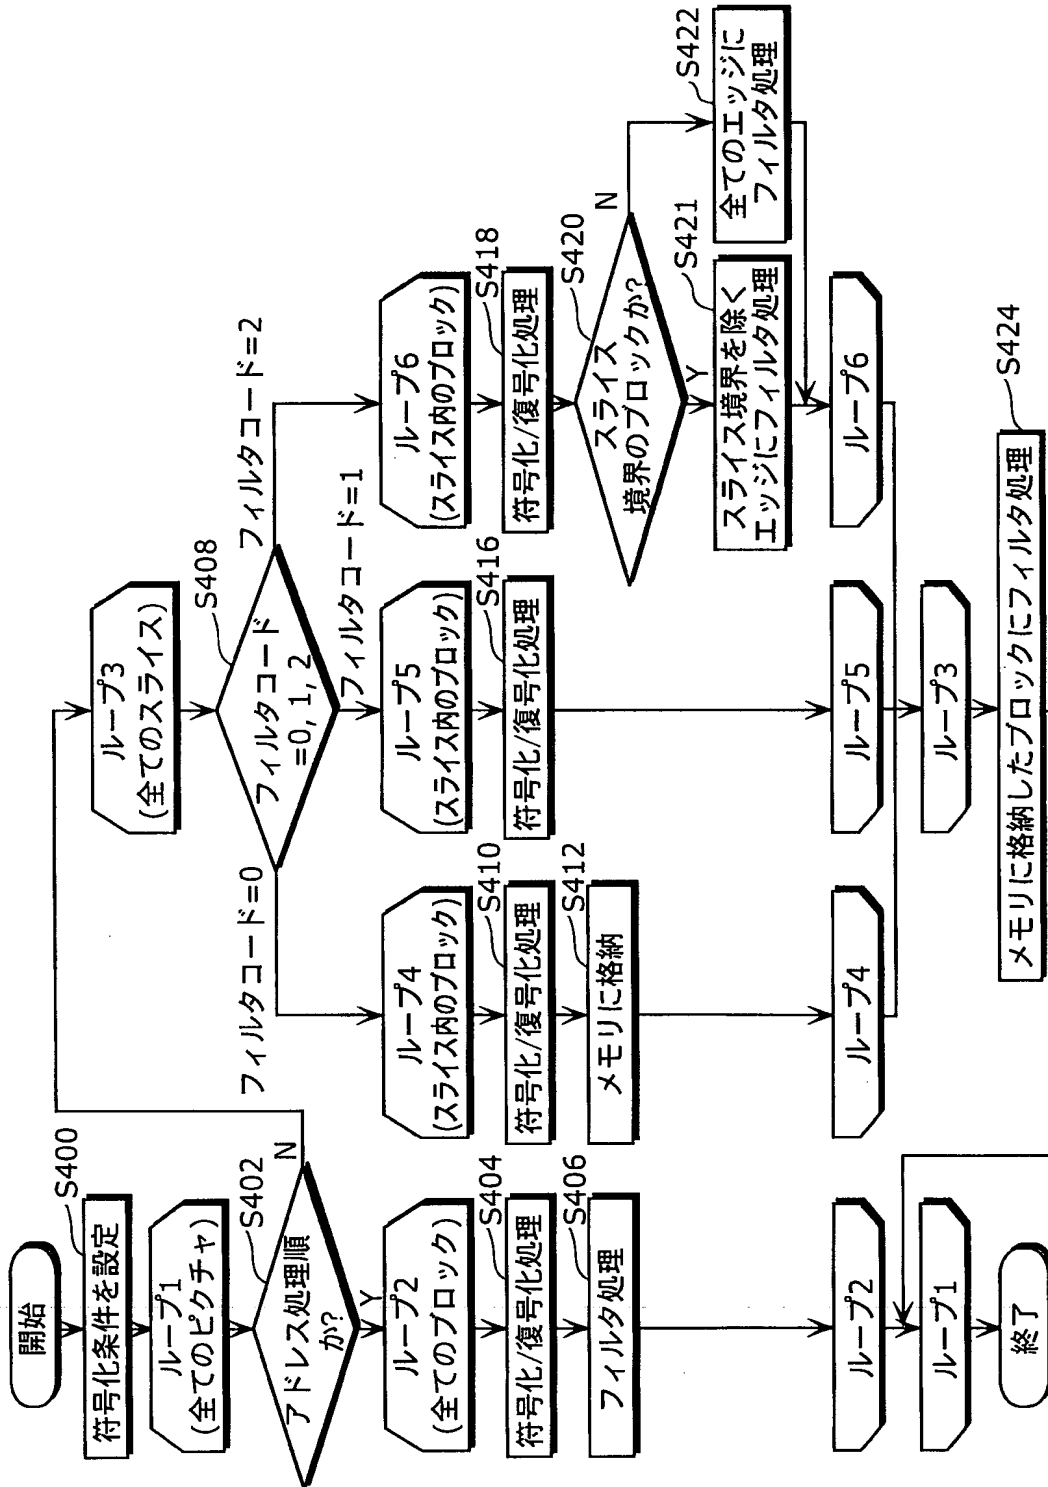 開始
符号化条件を設定
S400
ループ1
(全てのピクチャ)
アドレス処理順
か?
S402
N
Y
ループ2
(全てのブロック)
符号化/復号化処理
S404
フィルタ処理
S406
ループ2
ループ1
終了
ループ3
(全てのスライス)
フィルタコード
=0, 1, 2
S408
フィルタコード=0
フィルタコード=1
フィルタコード=2
ループ4
(スライス内のブロック)
符号化/復号化処理
S410
メモリに格納
S412
ループ4
ループ5
(スライス内のブロック)
符号化/復号化処理
S416
ループ5
ループ6
(スライス内のブロック)
符号化/復号化処理
S418
スライス
境界のブロックか?
S420
N
Y
スライス境界を除く
エッジにフィルタ処理
S421
全てのエッジに
フィルタ処理
S422
ループ6
ループ3
メモリに格納したブロックにフィルタ処理
S424